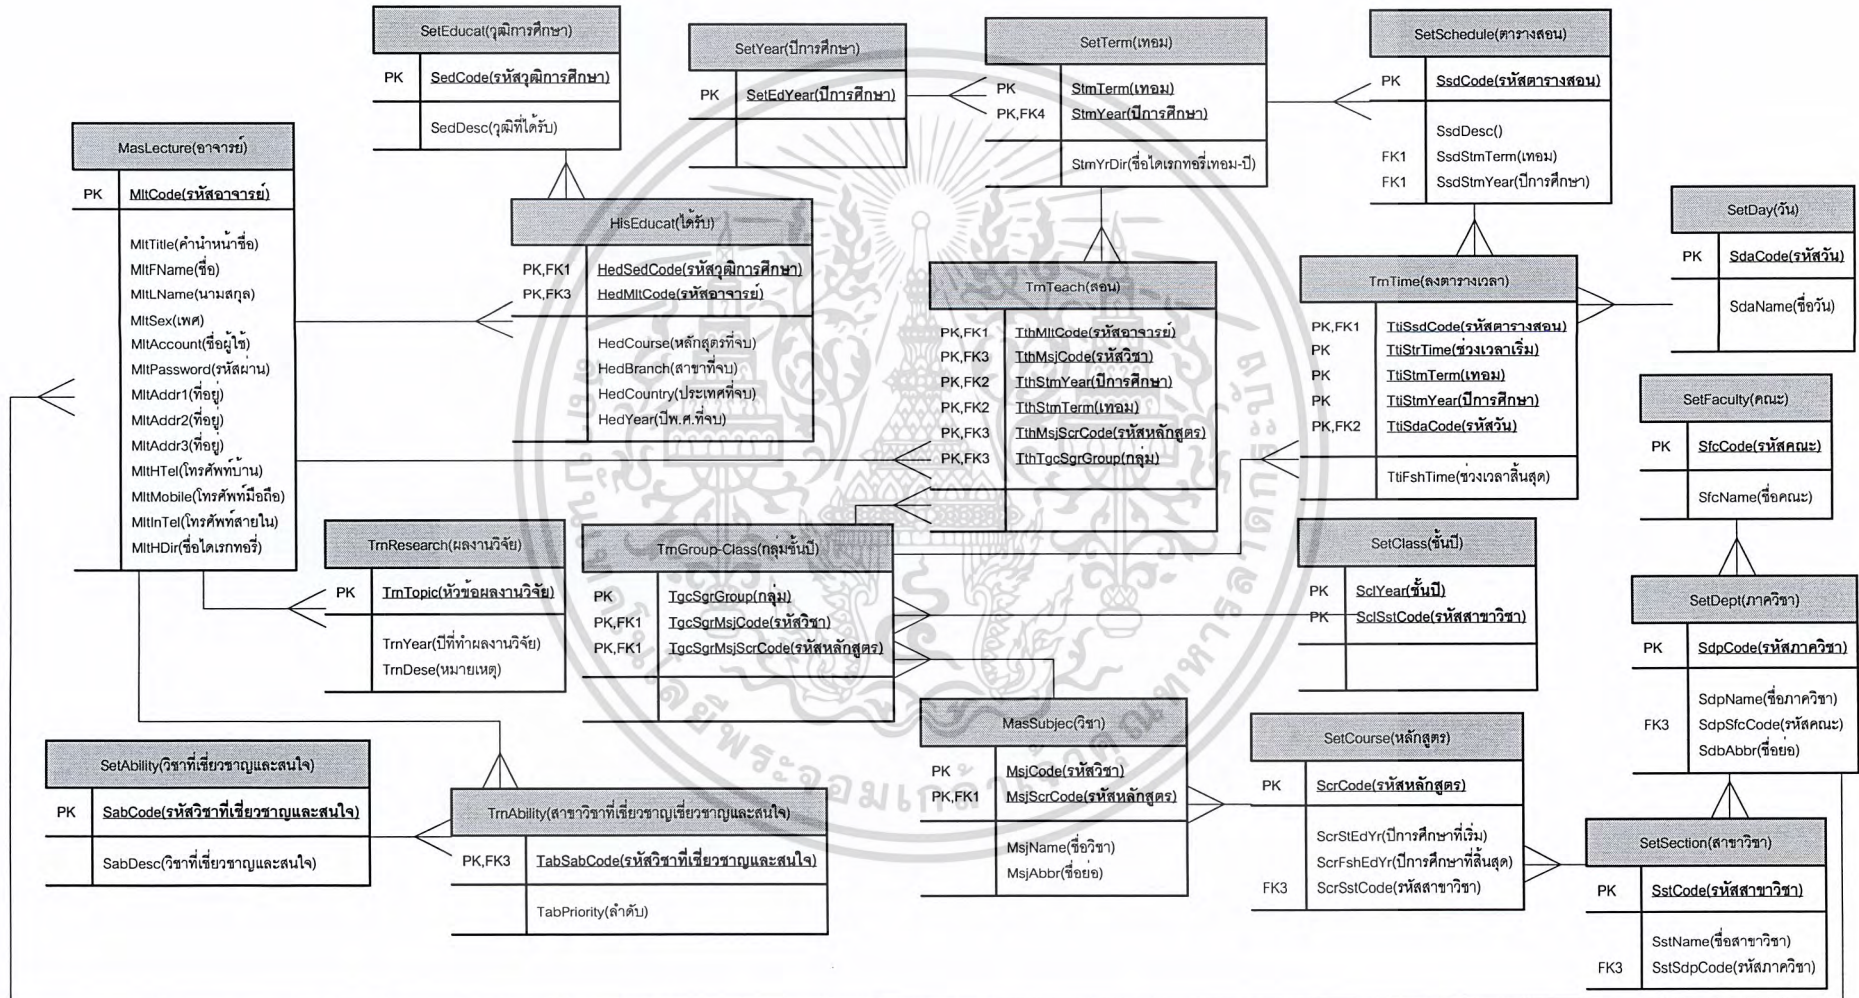 SetEducat(วุฒิการศึกษา)
PK SedCode(รหัสวุฒิการศึกษา)
SedDesc(วุฒิที่ได้รับ)
SetYear(ปีการศึกษา)
PK SetEdYear(ปีการศึกษา)
SetTerm(เทอม)
PK StmTerm(เทอม)
PK,FK4 StmYear(ปีการศึกษา)
StmYrDir(ชื่อไดเรกทอรี่เทอม-ปี)
SetSchedule(ตารางสอน)
PK SsdCode(รหัสตารางสอน)
SsdDesc()
FK1 SsdStmTerm(เทอม)
FK1 SsdStmYear(ปีการศึกษา)
MasLecture(อาจารย์)
PK MltCode(รหัสอาจารย์)
MltTitle(คำนำหน้าชื่อ)
MltFName(ชื่อ)
MltLName(นามสกุล)
MltSex(เพศ)
MltAccount(ชื่อผู้ใช้)
MltPassword(รหัสผ่าน)
MltAddr1(ที่อยู่)
MltAddr2(ที่อยู่)
MltAddr3(ที่อยู่)
MltHTel(โทรศัพท์บ้าน)
MltMobile(โทรศัพท์มือถือ)
MltInTel(โทรศัพท์สายใน)
MltHDir(ชื่อไดเรกทอรี่)
HisEducat(ได้รับ)
PK,FK1 HedSedCode(รหัสวุฒิการศึกษา)
PK,FK3 HedMltCode(รหัสอาจารย์)
HedCourse(หลักสูตรที่จบ)
HedBranch(สาขาที่จบ)
HedCountry(ประเทศที่จบ)
HedYear(ปีพ.ศ.ที่จบ)
TrnTeach(สอน)
PK,FK1 TthMltCode(รหัสอาจารย์)
PK,FK3 TthMsjCode(รหัสวิชา)
PK,FK2 TthStmYear(ปีการศึกษา)
PK,FK2 TthStmTerm(เทอม)
PK,FK3 TthMsjScrCode(รหัสหลักสูตร)
PK,FK3 TthTgcSgrGroup(กลุ่ม)
TrnTime(ลงตารางเวลา)
PK,FK1 TtiSsdCode(รหัสตารางสอน)
PK TtiStrTime(ช่วงเวลาเริ่ม)
PK TtiStmTerm(เทอม)
PK TtiStmYear(ปีการศึกษา)
PK,FK2 TtiSdaCode(รหัสวัน)
TtiFshTime(ช่วงเวลาสิ้นสุด)
SetDay(วัน)
PK SdaCode(รหัสวัน)
SdaName(ชื่อวัน)
SetFaculty(คณะ)
PK SfcCode(รหัสคณะ)
SfcName(ชื่อคณะ)
TrnResearch(ผลงานวิจัย)
PK TrnTopic(หัวข้อผลงานวิจัย)
TrnYear(ปีที่ทำผลงานวิจัย)
TrnDese(หมายเหตุ)
TrnGroup-Class(กลุ่มชั้นปี)
PK TgcSgrGroup(กลุ่ม)
PK,FK1 TgcSgrMsjCode(รหัสวิชา)
PK,FK1 TgcSgrMsjScrCode(รหัสหลักสูตร)
SetClass(ชั้นปี)
PK SclYear(ชั้นปี)
PK SclSstCode(รหัสสาขาวิชา)
SetDept(ภาควิชา)
PK SdpCode(รหัสภาควิชา)
SdpName(ชื่อภาควิชา)
FK3 SdpSfcCode(รหัสคณะ)
SdbAbbr(ชื่อย่อ)
SetAbility(วิชาที่เชี่ยวชาญและสนใจ)
PK SabCode(รหัสวิชาที่เชี่ยวชาญและสนใจ)
SabDesc(วิชาที่เชี่ยวชาญและสนใจ)
TrnAbility(สาขาวิชาที่เชี่ยวชาญเชี่ยวชาญและสนใจ)
PK,FK3 TabSabCode(รหัสวิชาที่เชี่ยวชาญและสนใจ)
TabPriority(ลำดับ)
MasSubjec(วิชา)
PK MsjCode(รหัสวิชา)
PK,FK1 MsjScrCode(รหัสหลักสูตร)
MsjName(ชื่อวิชา)
MsjAbbr(ชื่อย่อ)
SetCourse(หลักสูตร)
PK ScrCode(รหัสหลักสูตร)
ScrStEdYr(ปีการศึกษาที่เริ่ม)
ScrFshEdYr(ปีการศึกษาที่สิ้นสุด)
FK3 ScrSstCode(รหัสสาขาวิชา)
SetSection(สาขาวิชา)
PK SstCode(รหัสสาขาวิชา)
SstName(ชื่อสาขาวิชา)
FK3 SstSdpCode(รหัสภาควิชา)